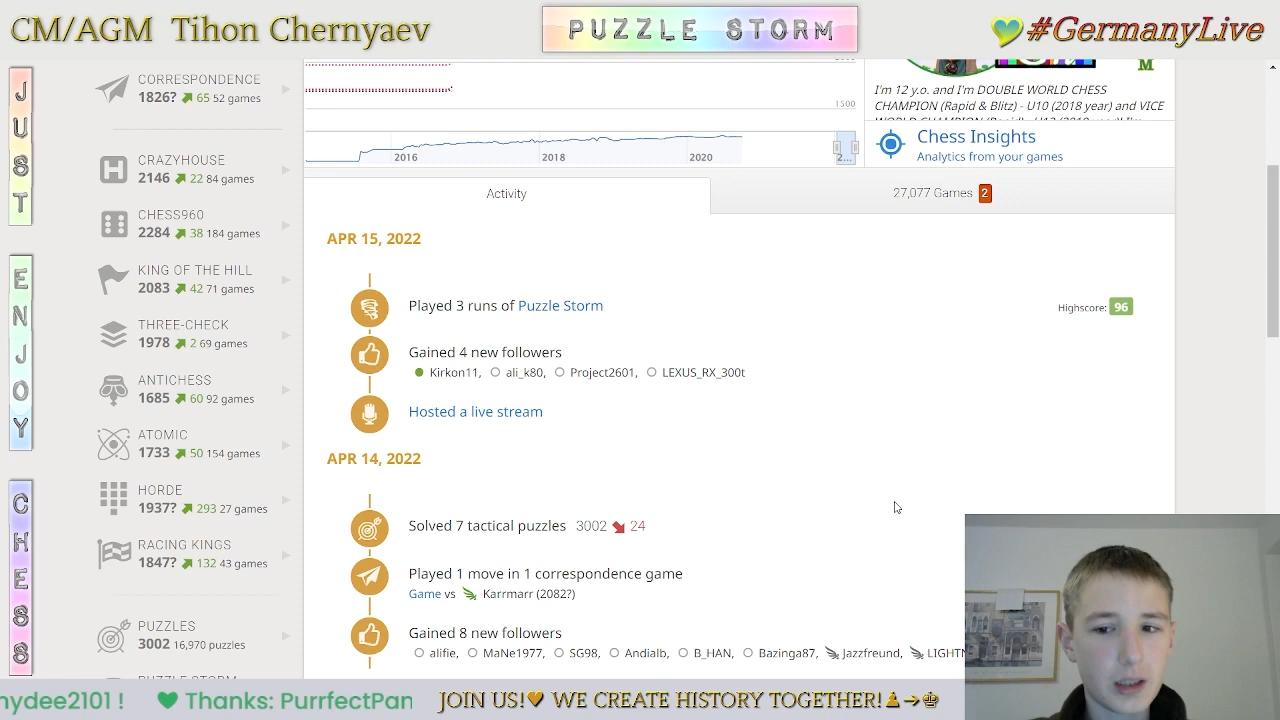 CM/AGM Tihon Chernyaev
PUZZLE STORM
#GermanyLive
JUST
ENJOY
CHESS
CORRESPONDENCE
1826? 65 52 games
CRAZYHOUSE
2146 22 84 games
CHESS960
2284 38 184 games
KING OF THE HILL
2083 42 71 games
THREE-CHECK
1978 2 69 games
ANTICHESS
1685 60 92 games
ATOMIC
1733 50 154 games
HORDE
1937? 293 27 games
RACING KINGS
1847? 132 43 games
PUZZLES
3002 16,970 puzzles
1500
2016 2018 2020 2...
M
I'm 12 y.o. and I'm DOUBLE WORLD CHESS
CHAMPION (Rapid & Blitz) - U10 (2018 year) and VICE
Chess Insights
Analytics from your games
Activity
27,077 Games 2
APR 15, 2022
Played 3 runs of Puzzle Storm
Highscore: 96
Gained 4 new followers
Kirkon11, ali_k80, Project2601, LEXUS_RX_300t
Hosted a live stream
APR 14, 2022
Solved 7 tactical puzzles 3002 24
Played 1 move in 1 correspondence game
Game vs Karrmarr (2082?)
Gained 8 new followers
alifie, MaNe1977, SG98, Andialb, B_HAN, Bazinga87, Jazzfreund, LIGHTN
nydee2101 ! Thanks: PurrfectPan
JOIN US! WE CREATE HISTORY TOGETHER!